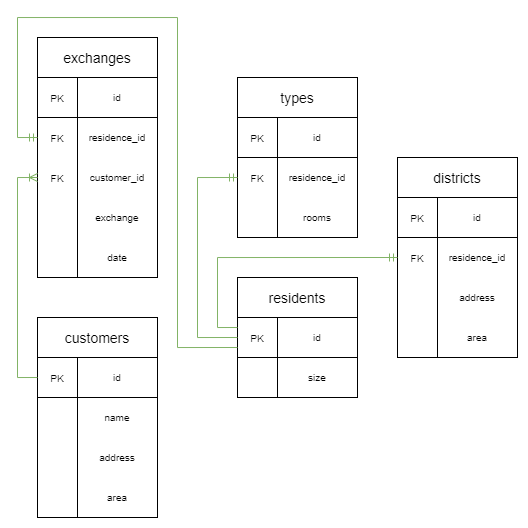 exchanges
PK id
FK residence_id
FK customer_id
exchange
date
types
PK id
FK residence_id
rooms
districts
PK id
FK residence_id
address
area
residents
PK id
size
customers
PK id
name
address
area